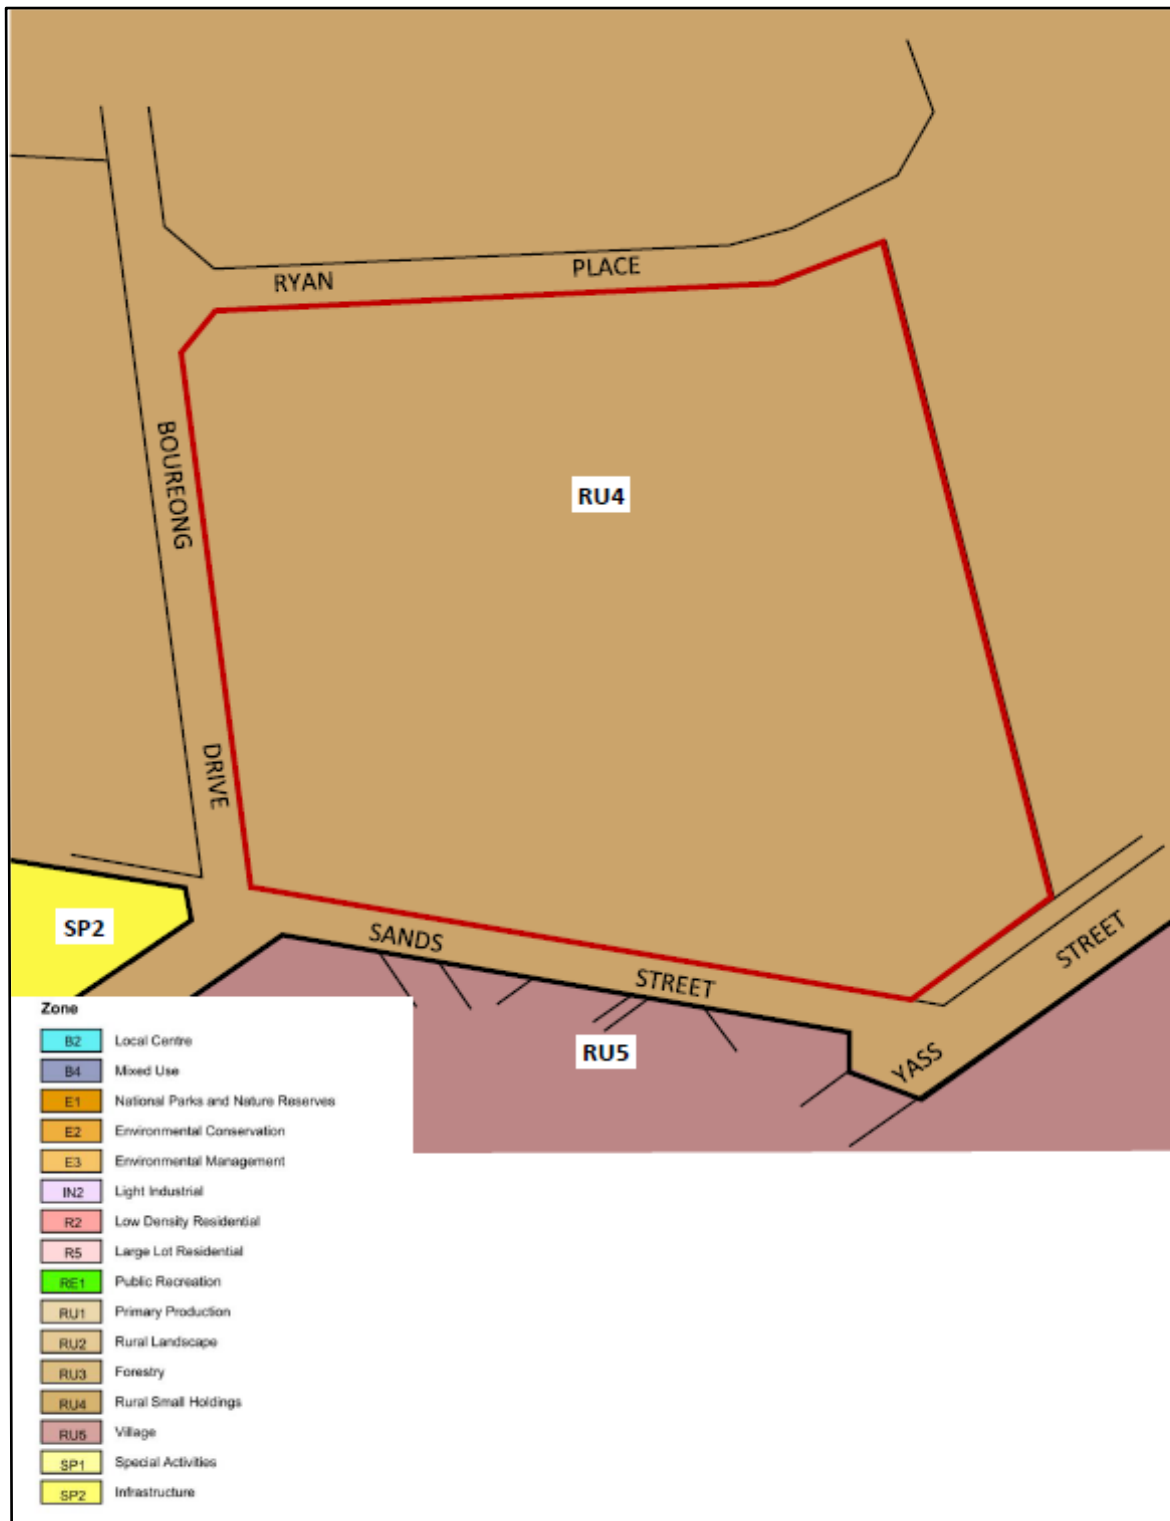 RYAN PLACE
BOUREONG
RU4
DRIVE
SP2
SANDS
STREET
STREET
YASS
RU5
Zone
B2 Local Centre
B4 Mixed Use
E1 National Parks and Nature Reserves
E2 Environmental Conservation
E3 Environmental Management
IN2 Light Industrial
R2 Low Density Residential
R5 Large Lot Residential
RE1 Public Recreation
RU1 Primary Production
RU2 Rural Landscape
RU3 Forestry
RU4 Rural Small Holdings
RU5 Village
SP1 Special Activities
SP2 Infrastructure